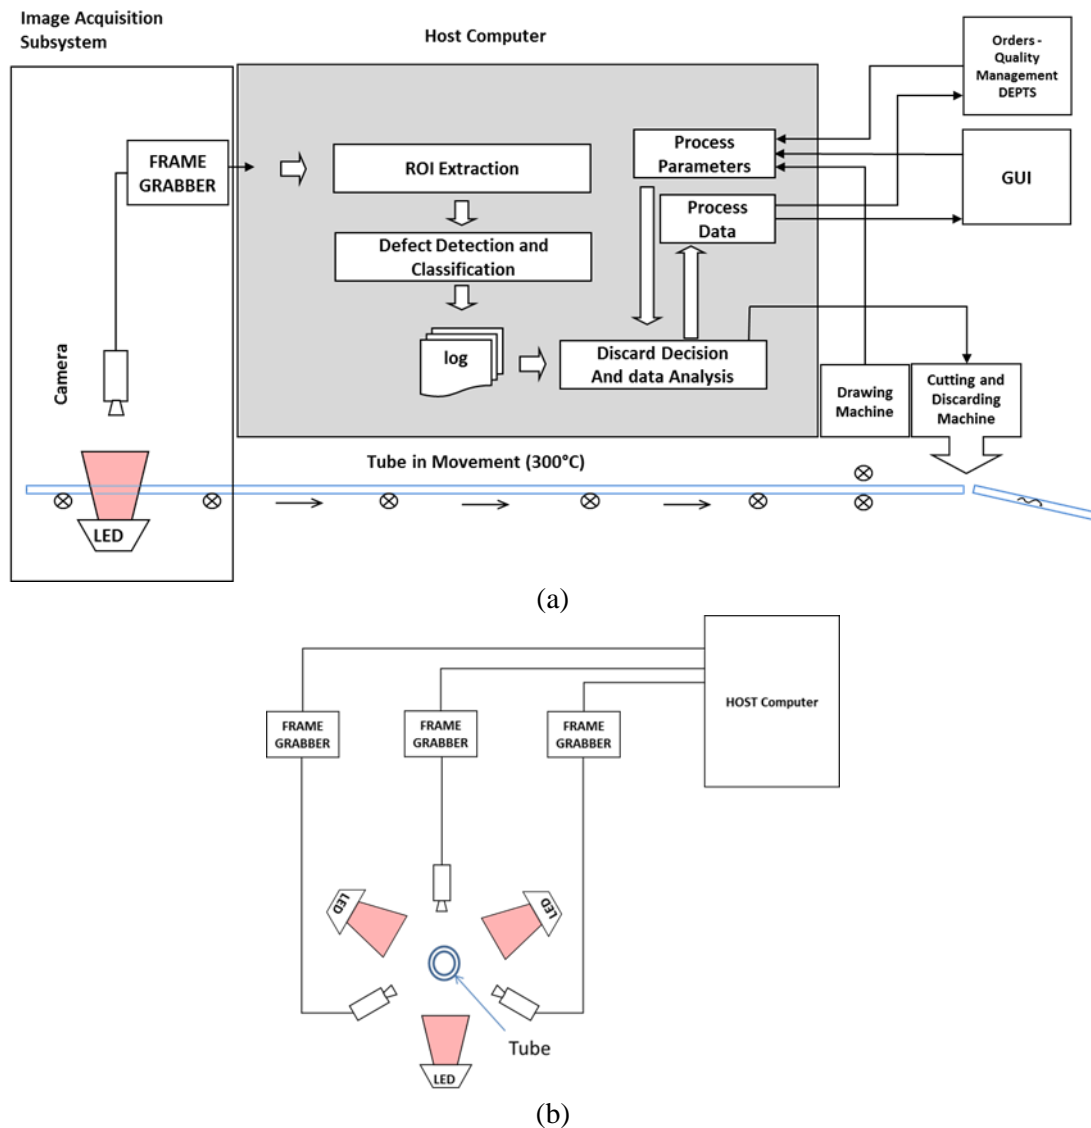 Image Acquisition
Subsystem
Host Computer
Orders -
Quality
Management
DEPTS
FRAME
GRABBER
ROI Extraction
Process
Parameters
GUI
Process
Data
Defect Detection and
Classification
log
Discard Decision
And data Analysis
Camera
Drawing
Machine
Cutting and
Discarding
Machine
Tube in Movement (300°C)
LED
(a)
HOST Computer
FRAME
GRABBER
FRAME
GRABBER
FRAME
GRABBER
LED
LED
Tube
LED
(b)